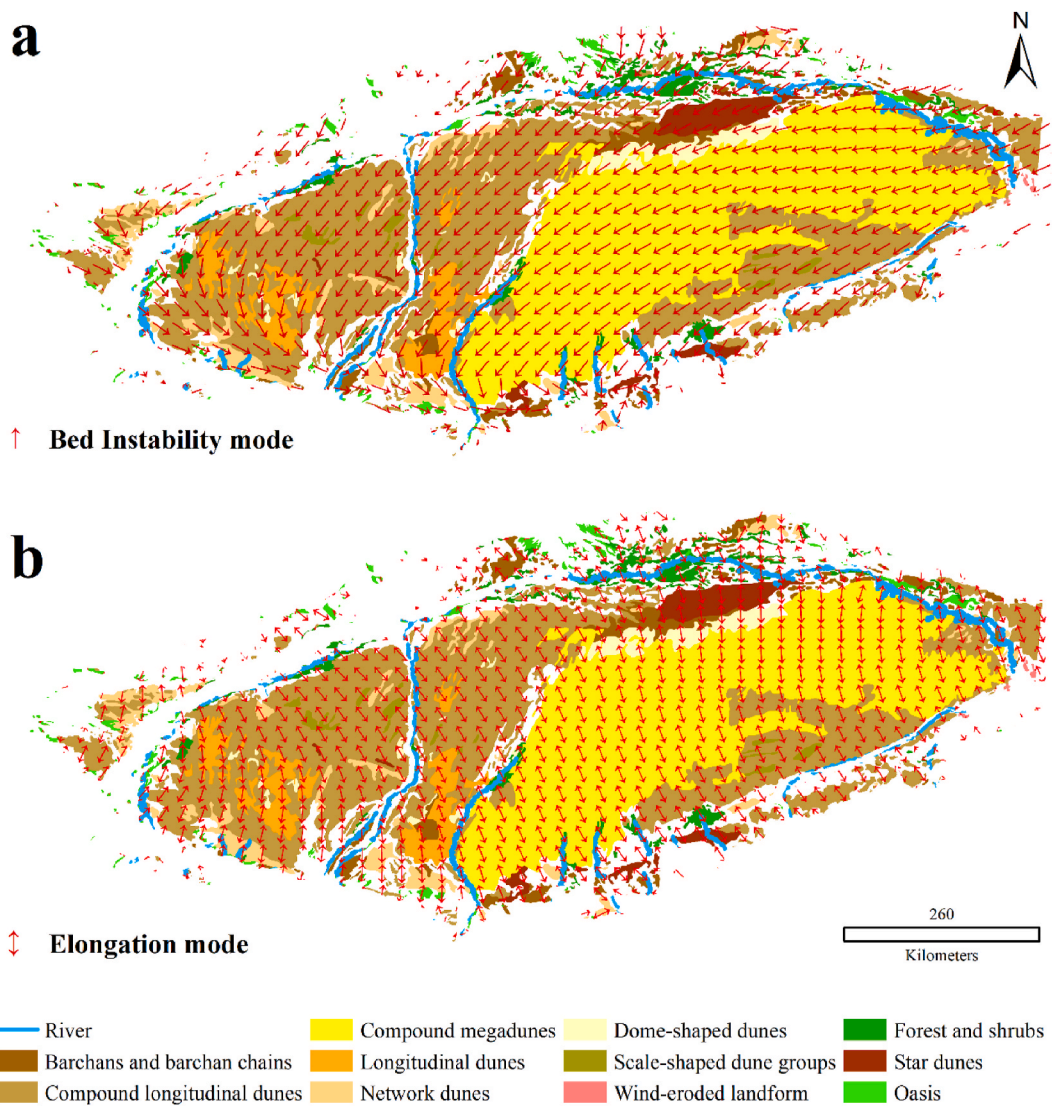 a
N
↑ Bed Instability mode
b
↕ Elongation mode
260
Kilometers
River
Compound megadunes
Dome-shaped dunes
Forest and shrubs
Barchans and barchan chains
Longitudinal dunes
Scale-shaped dune groups
Star dunes
Compound longitudinal dunes
Network dunes
Wind-eroded landform
Oasis